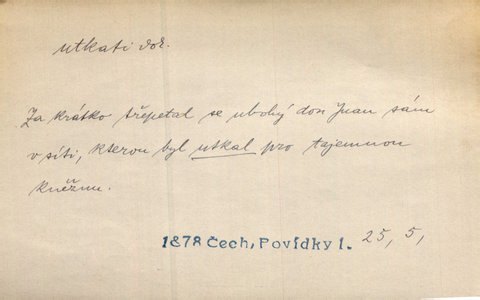 utkati dok.
Za krátko třepetal se ubohý don Juan sám
v síti, kterou byl utkal pro tajemnou
kněžnu.
1878 Čech, Povídky I. 25, 5,